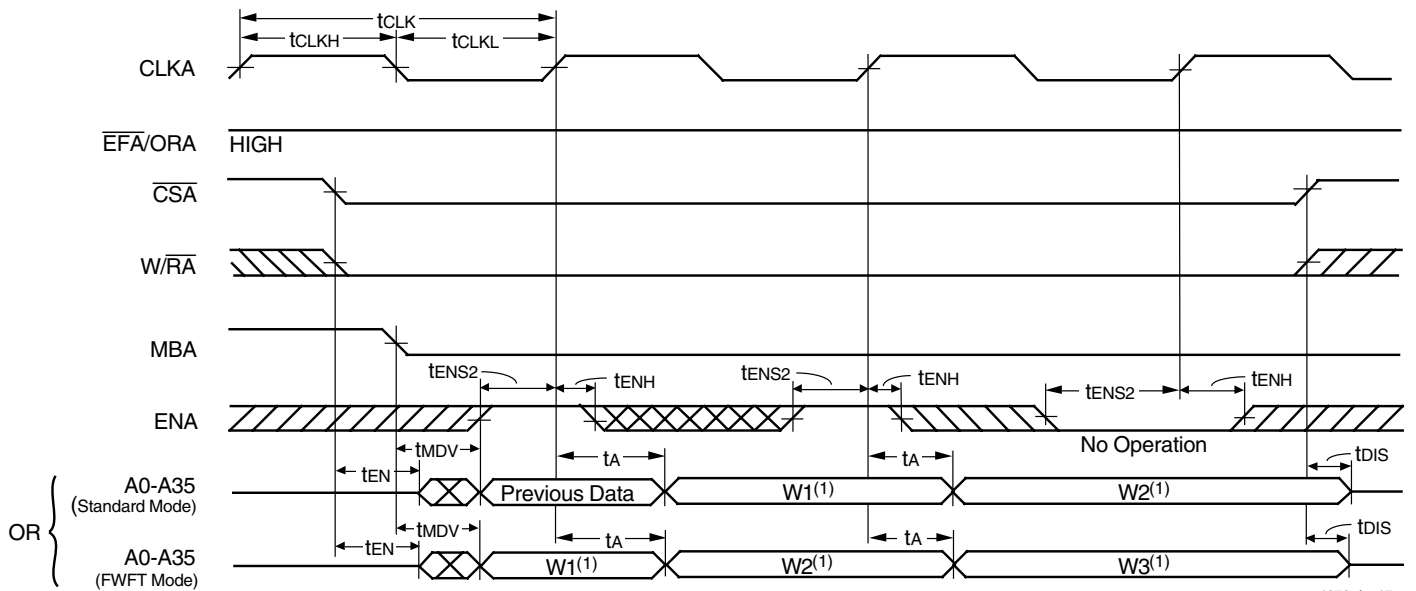 tCLK
tCLKH tCLKL
CLKA
EFA/ORA HIGH
CSA
W/RA
MBA
tENS2 tENH tENS2 tENH tENS2 tENH
ENA
No Operation
tMDV tA tA tDIS
tEN
A0-A35 Previous Data W1(1) W2(1)
(Standard Mode)
OR
tMDV tA tA tDIS
tEN
A0-A35 W1(1) W2(1) W3(1)
(FWFT Mode)